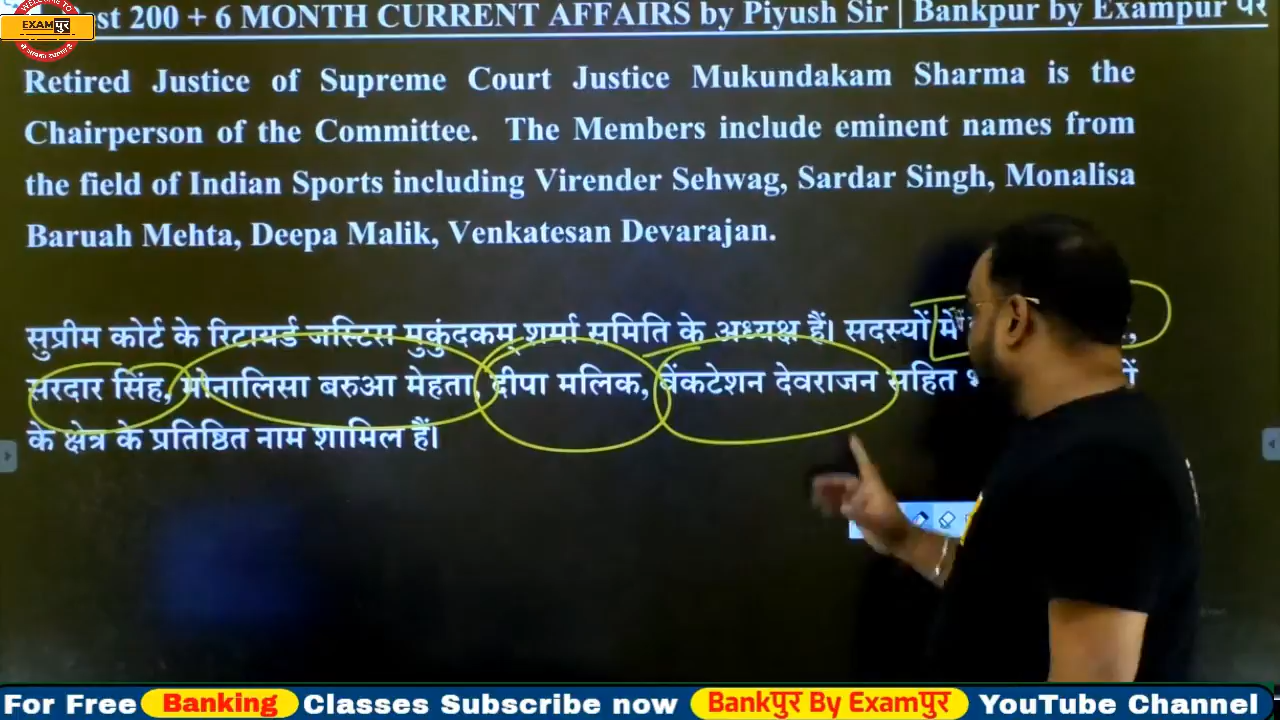 WELCOME TO
EXAMपुर
st 200 + 6 MONTH CURRENT AFFAIRS by Piyush Sir | Bankpur by Exampur पर
Retired Justice of Supreme Court Justice Mukundakam Sharma is the
Chairperson of the Committee. The Members include eminent names from
the field of Indian Sports including Virender Sehwag, Sardar Singh, Monalisa
Baruah Mehta, Deepa Malik, Venkatesan Devarajan.
सुप्रीम कोर्ट के रिटायर्ड जस्टिस मुकुंदकम शर्मा समिति के अध्यक्ष हैं। सदस्यों में
सरदार सिंह, मोनालिसा बरुआ मेहता, दीपा मलिक, वेंकटेशन देवराजन सहित
के क्षेत्र के प्रतिष्ठित नाम शामिल हैं।
For Free Banking Classes Subscribe now Bankपुर By Examपुर YouTube Channel